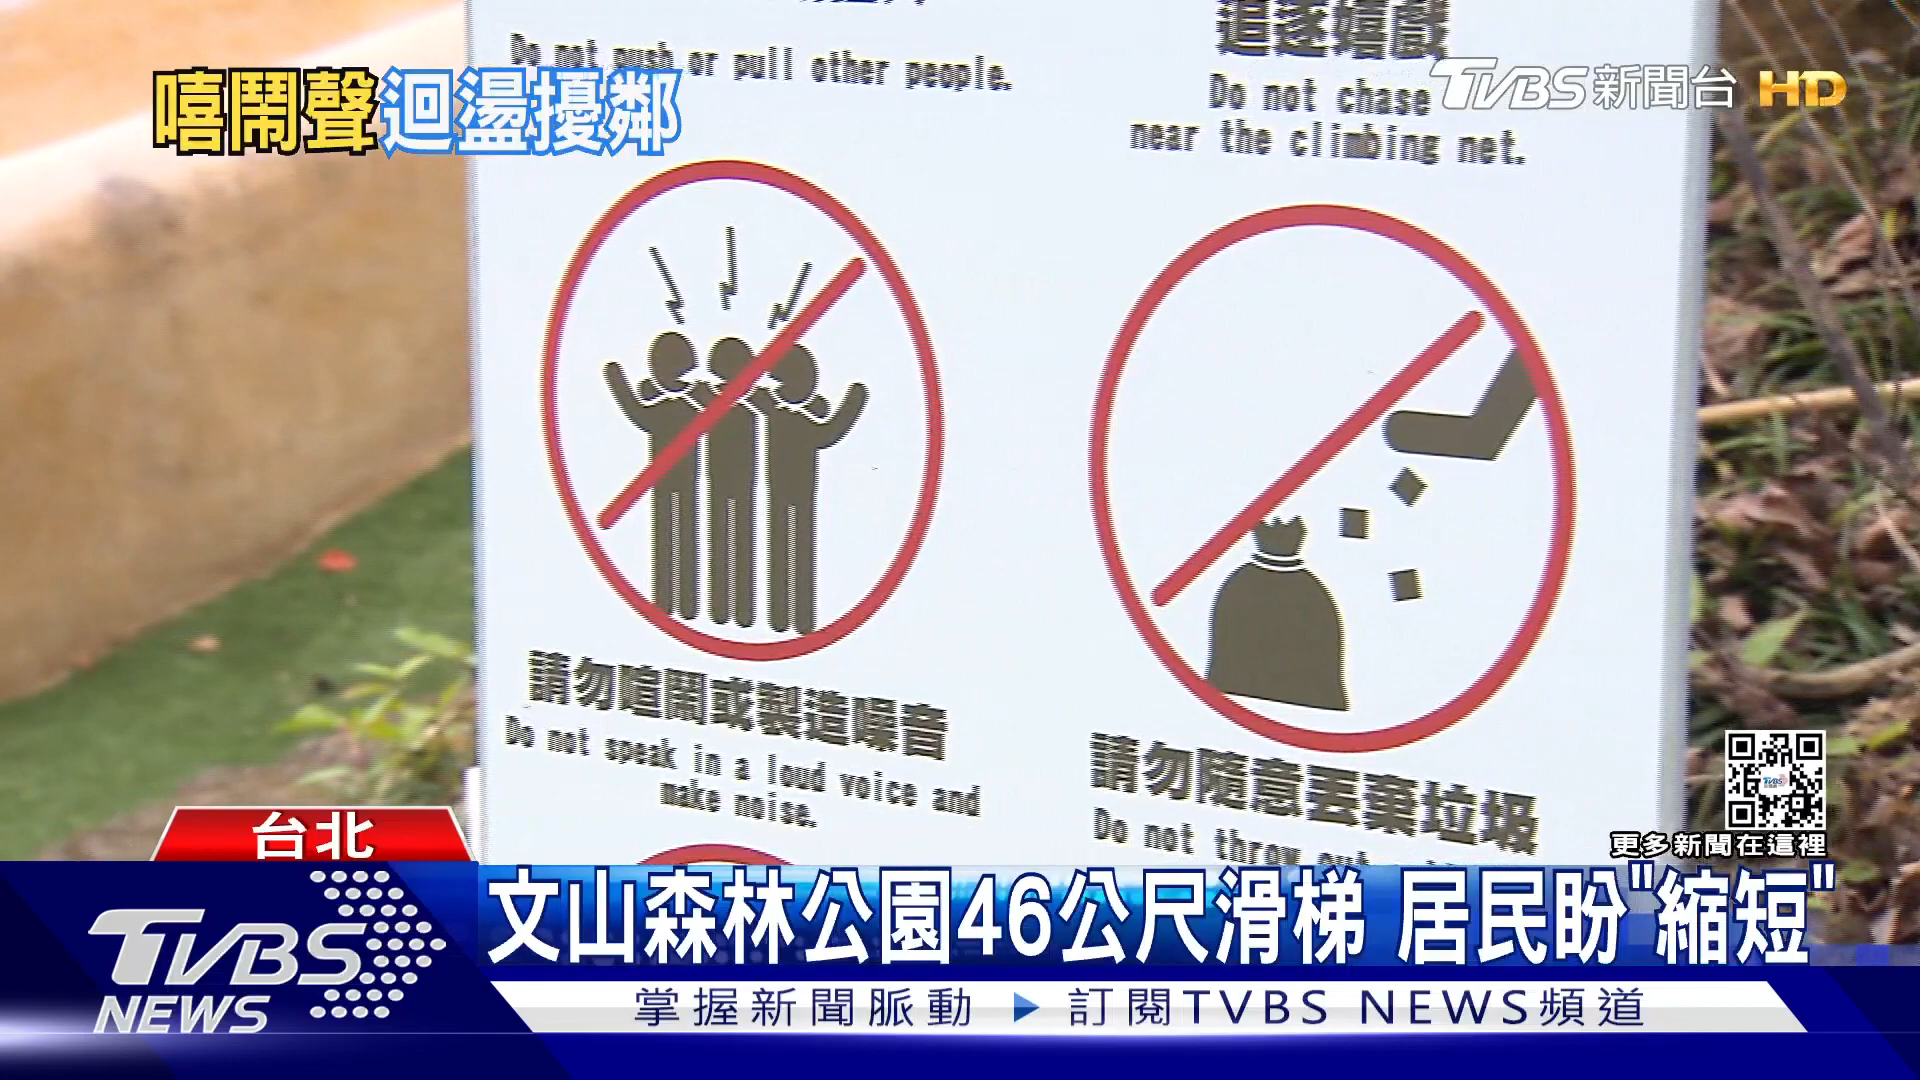 Do not push or pull other people.
追逐嬉戲
Do not chase
near the climbing net.
TVBS新聞台 HD
嘻鬧聲迴盪擾鄰
請勿喧鬧或製造噪音
Do not speak in a loud voice and
make noise.
請勿隨意丟棄垃圾
Do not throw out
TVBS
更多新聞在這裡
台北
文山森林公園46公尺滑梯 居民盼"縮短"
TVBS
NEWS
掌握新聞脈動 ▶ 訂閱TVBS NEWS頻道